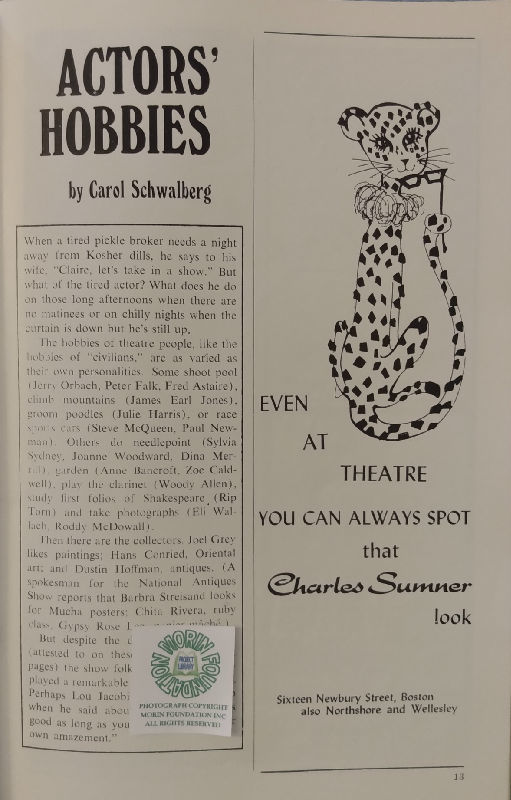 ACTORS'
HOBBIES
by Carol Schwalberg
When a tired pickle broker needs a night
away from Kosher dills, he says to his
wife, "Claire, let's take in a show." But
what of the tired actor? What does he do
on those long afternoons when there are
no matinees or on chilly nights when the
curtain is down but he's still up.
The hobbies of theatre people, like the
hobbies of "civilians," are as varied as
their own personalities. Some shoot pool
(Jerry Orbach, Peter Falk, Fred Astaire),
climb mountains (James Earl Jones),
groom poodles (Julie Harris), or race
sports cars (Steve McQueen, Paul New-
man). Others do needlepoint (Sylvia
Sydney, Joanne Woodward, Dina Mer-
rill), garden (Anne Bancroft, Zoe Cald-
well), play the clarinet (Woody Allen),
study first folios of Shakespeare (Rip
Torn) and take photographs (Eli Wal-
lach, Roddy McDowall).
Then there are the collectors. Joel Grey
likes paintings; Hans Conried, Oriental
art; and Dustin Hoffman, antiques. (A
spokesman for the National Antiques
Show reports that Barbra Streisand looks
for Mucha posters; Chita Rivera, ruby
glass, Gypsy Rose Lee, papier mâché.)
But despite the
(attested to on these
pages) the show folk
played a remarkable
Perhaps Lou Jacobi
when he said about
good as long as you
own amazement."
MORIN FOUNDATION
PROJECT
LIBRARY
PHOTOGRAPH COPYRIGHT
MORIN FOUNDATION INC
ALL RIGHTS RESERVED
EVEN
AT
THEATRE
YOU CAN ALWAYS SPOT
that
Charles Sumner
look
Sixteen Newbury Street, Boston
also Northshore and Wellesley
13